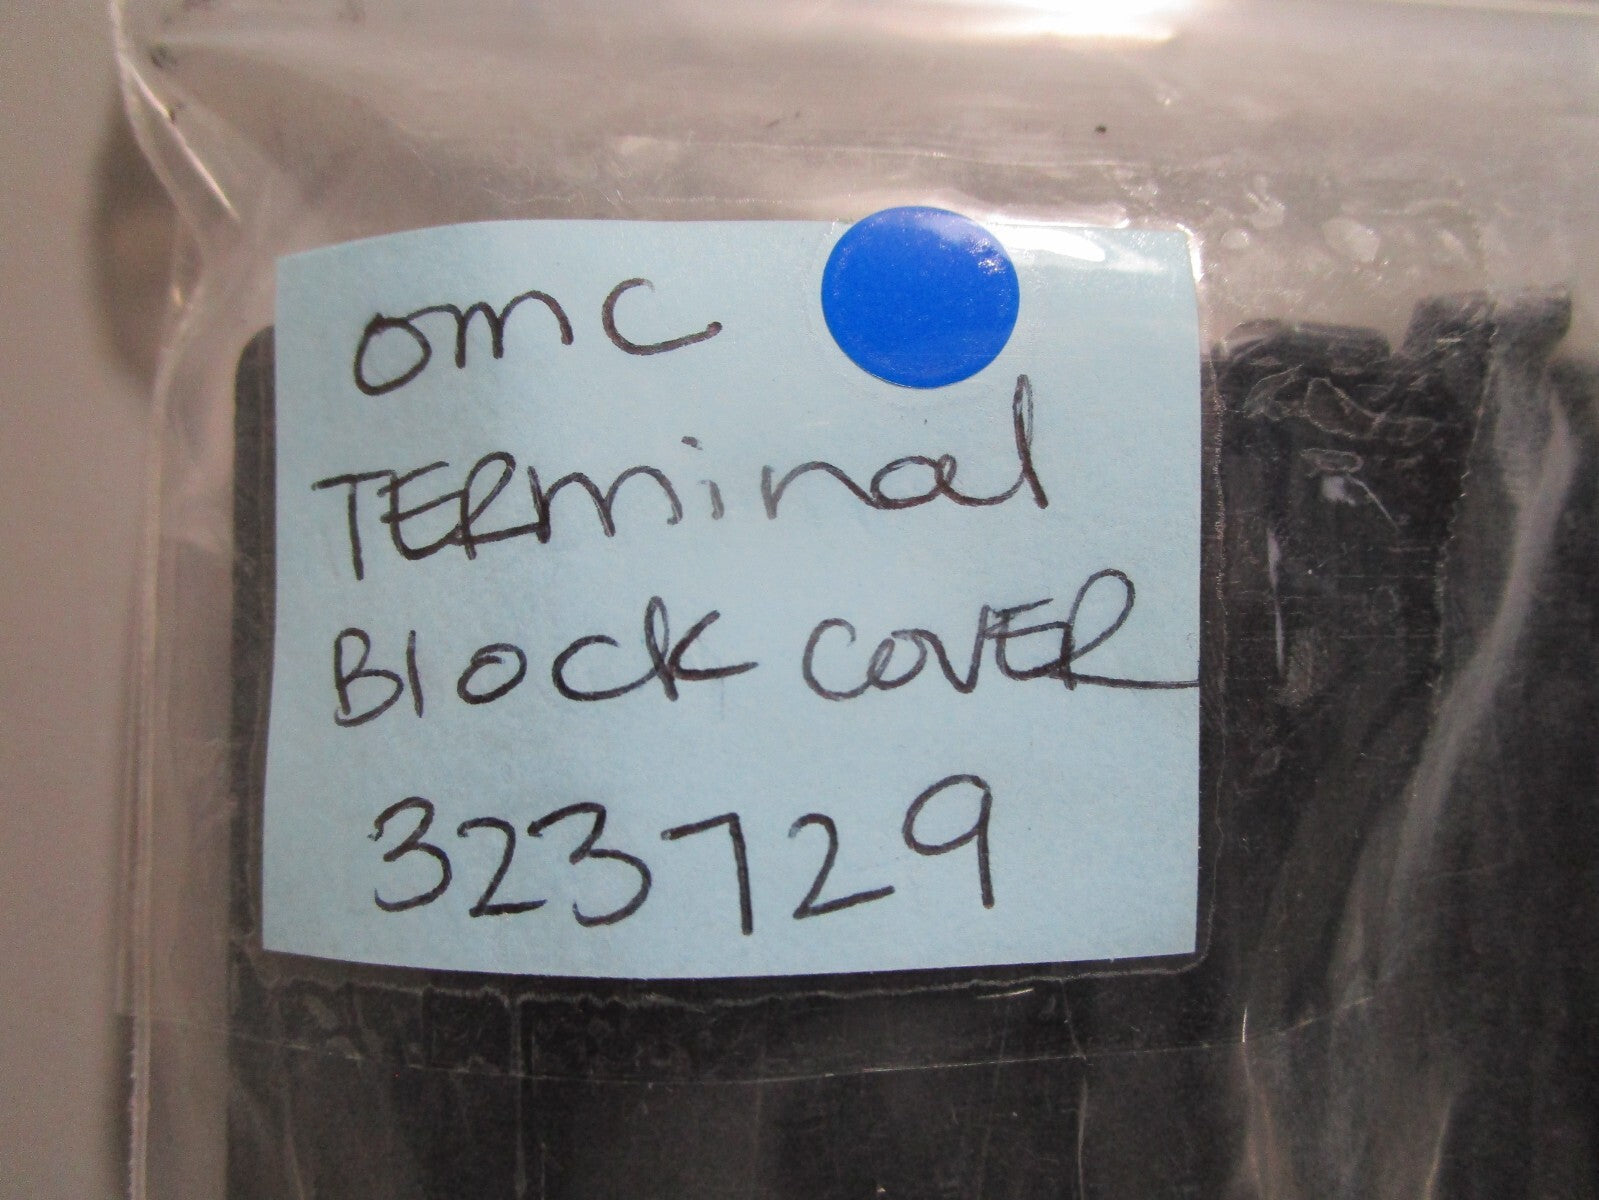 omc
TERminal
Block COVER
323729